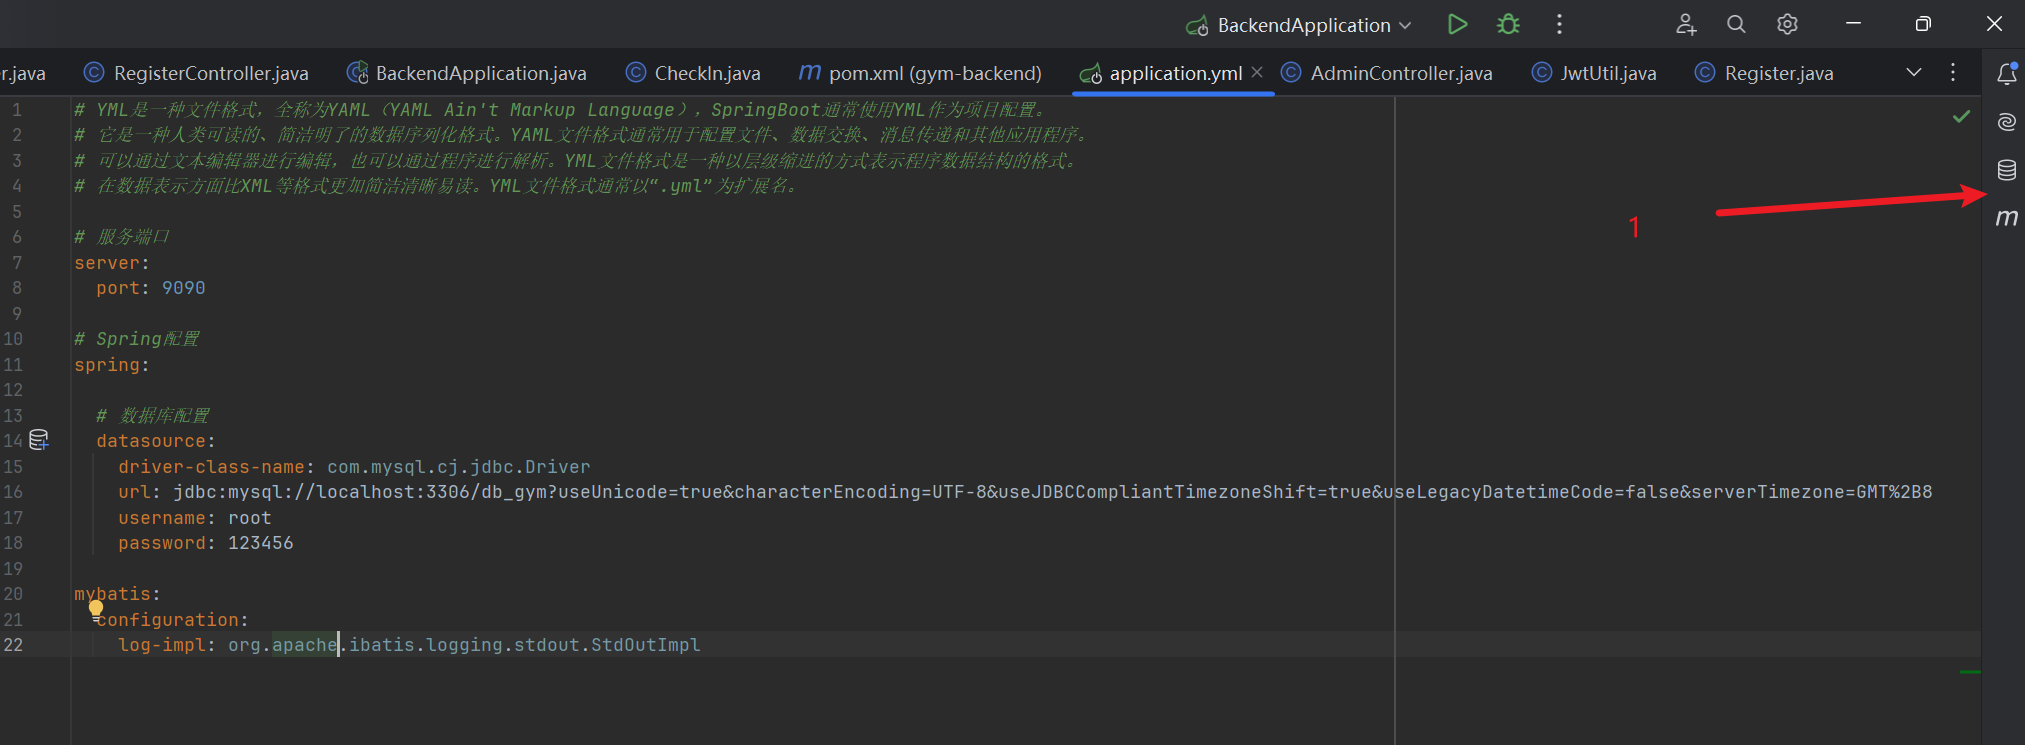 BackendApplication
r.java RegisterController.java BackendApplication.java CheckIn.java pom.xml (gym-backend) application.yml AdminController.java JwtUtil.java Register.java
1 # YML是一种文件格式，全称为YAML（YAML Ain't Markup Language），SpringBoot通常使用YML作为项目配置。
2 # 它是一种人类可读的、简洁明了的数据序列化格式。YAML文件格式通常用于配置文件、数据交换、消息传递和其他应用程序。
3 # 可以通过文本编辑器进行编辑，也可以通过程序进行解析。YML文件格式是一种以层级缩进的方式表示程序数据结构的格式。
4 # 在数据表示方面比XML等格式更加简洁清晰易读。YML文件格式通常以“.yml”为扩展名。
5
1
6 # 服务端口
7 server:
8 port: 9090
9
10 # Spring配置
11 spring:
12
13 # 数据库配置
14 datasource:
15 driver-class-name: com.mysql.cj.jdbc.Driver
16 url: jdbc:mysql://localhost:3306/db_gym?useUnicode=true&characterEncoding=UTF-8&useJDBCCompliantTimezoneShift=true&useLegacyDatetimeCode=false&serverTimezone=GMT%2B8
17 username: root
18 password: 123456
19
20 mybatis:
21 configuration:
22 log-impl: org.apache.ibatis.logging.stdout.StdOutImpl